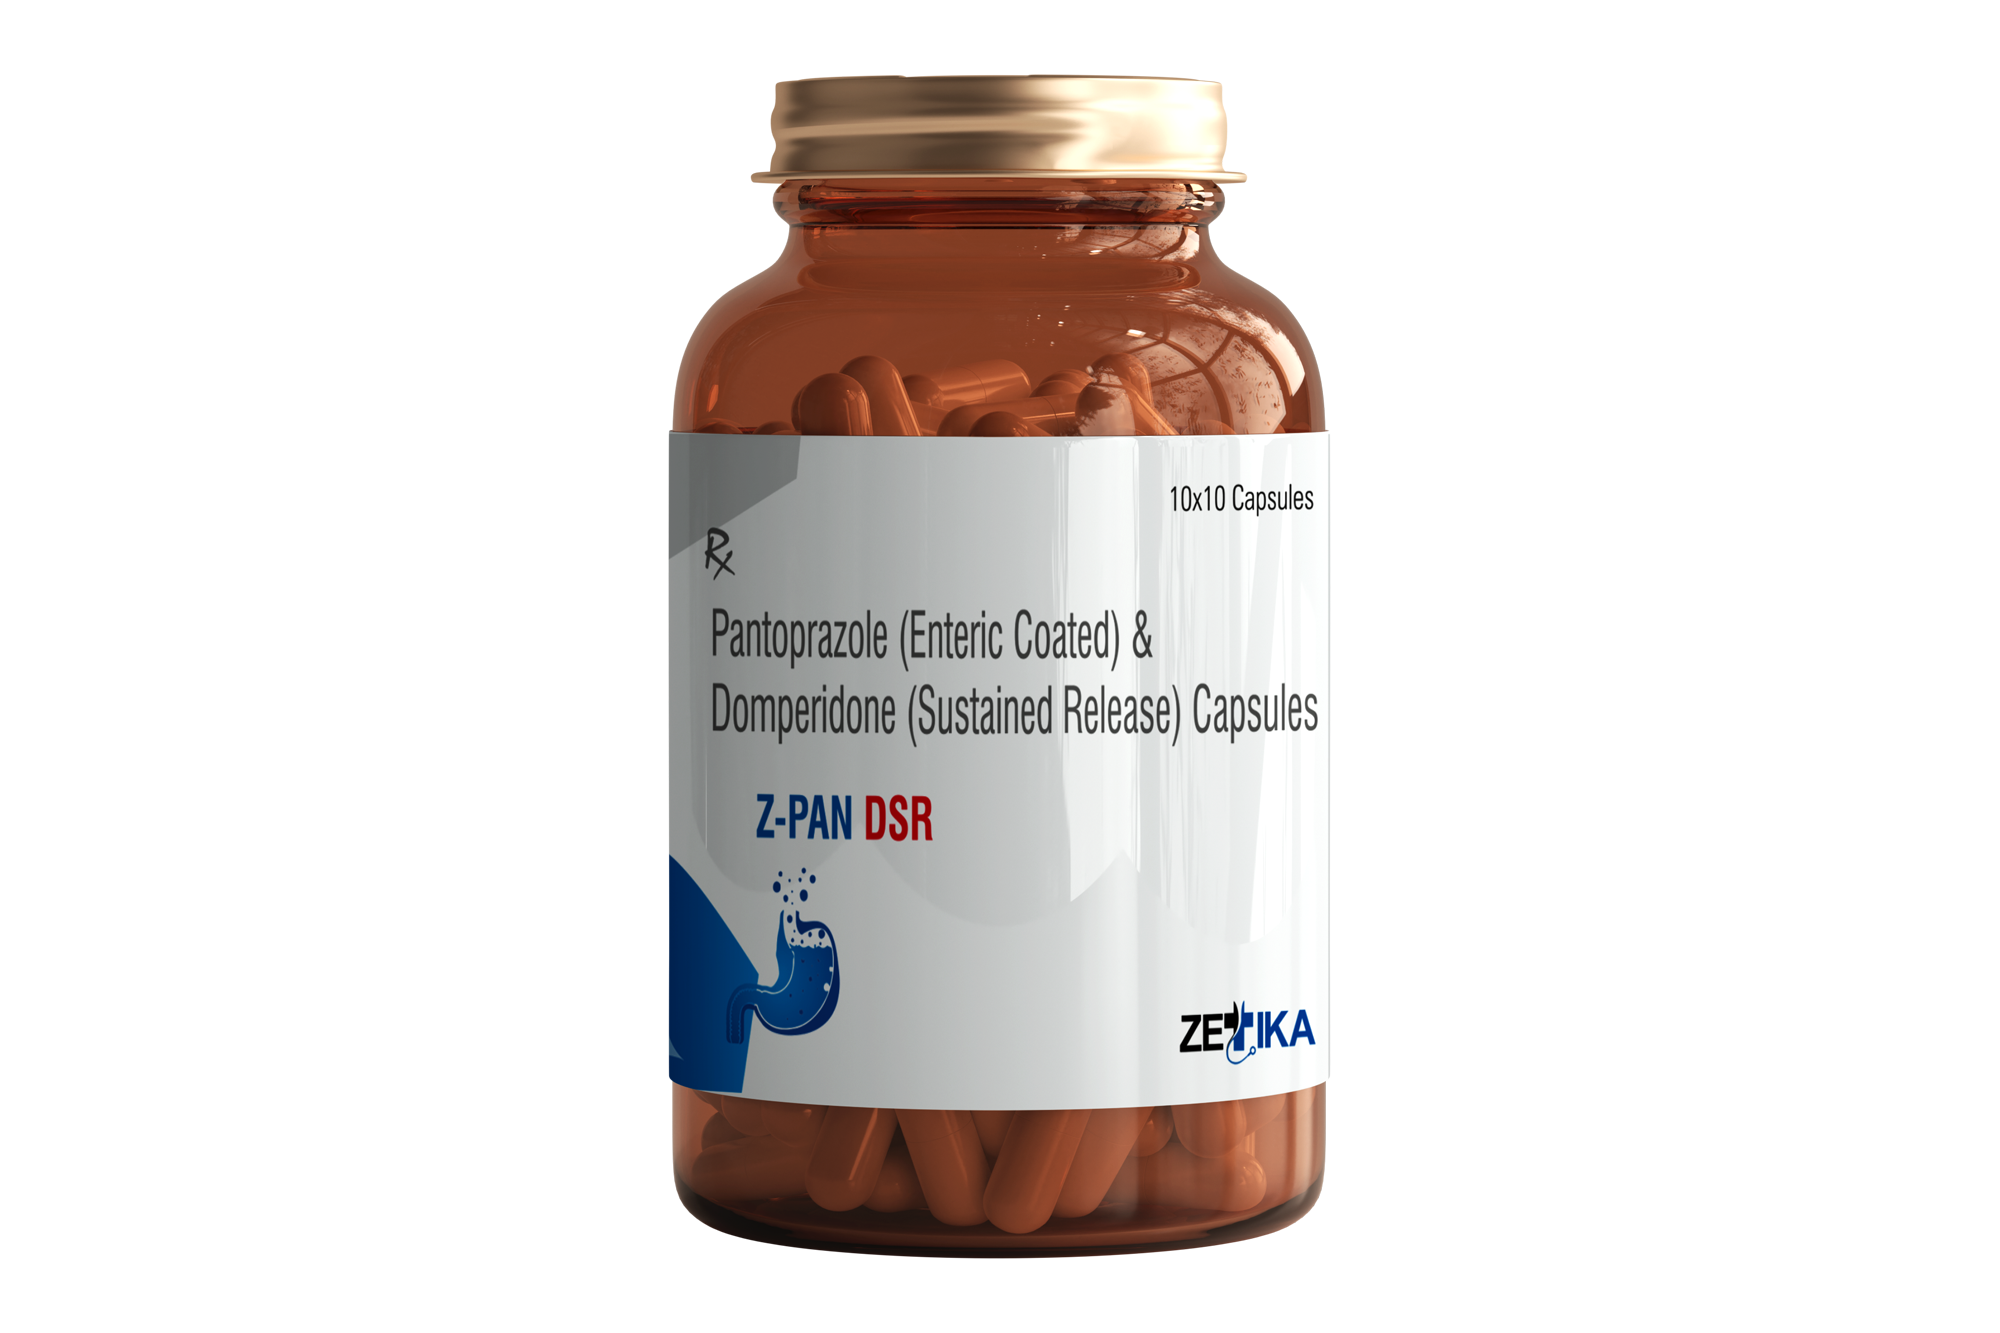 10x10 Capsules
Rx
Pantoprazole (Enteric Coated) &
Domperidone (Sustained Release) Capsules
Z-PAN DSR
ZETIKA